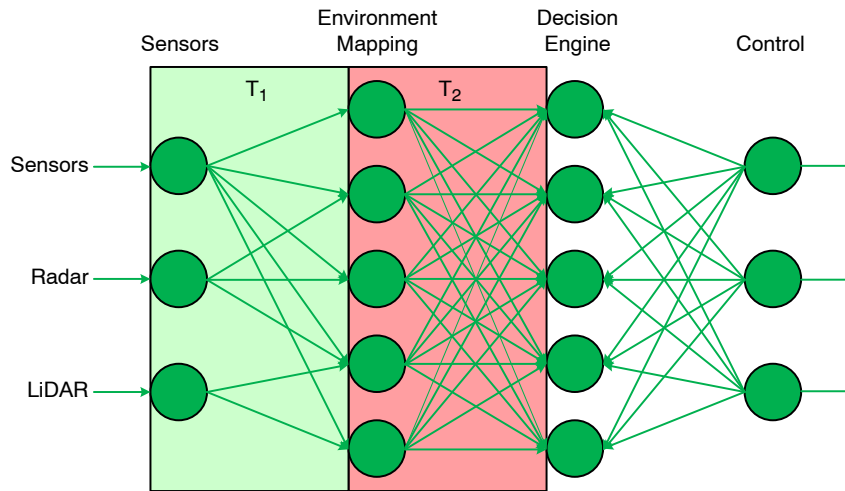 Sensors
Environment
Mapping
Decision
Engine
Control
T₁
T₂
Sensors
Radar
LiDAR